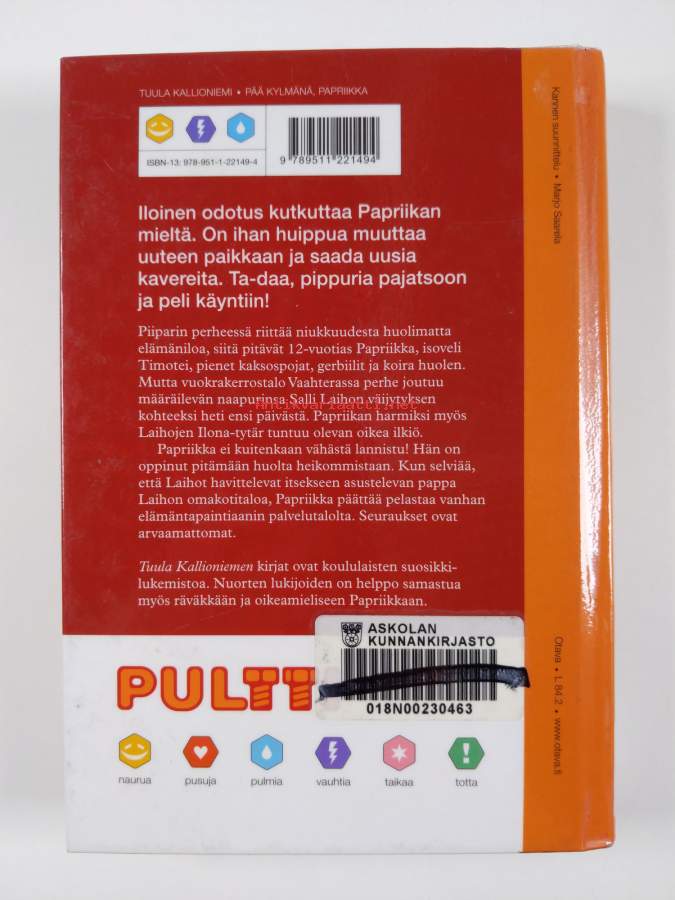 TUULA KALLIONIEMI • PÄÄ KYLMÄNÄ, PAPRIIKKA
ISBN-13: 978-951-1-22149-4
9 789511 221494
Iloinen odotus kutkuttaa Papriikan
mieltä. On ihan huippua muuttaa
uuteen paikkaan ja saada uusia
kavereita. Ta-daa, pippuria pajatsoon
ja peli käyntiin!
Piiparin perheessä riittää niukkuudesta huolimatta
elämäniloa, siitä pitävät 12-vuotias Papriikka, isoveli
Timotei, pienet kaksospojat, gerbiilit ja koira huolen.
Mutta vuokrakerrostalo Vaahterassa perhe joutuu
määräilevän naapurinsa Salli Laihon väijytyksen
kohteeksi heti ensi päivästä. Papriikan harmiksi myös
Laihojen Ilona-tytär tuntuu olevan oikea ilkiö.
Papriikka ei kuitenkaan vähästä lannistu! Hän on
oppinut pitämään huolta heikommistaan. Kun selviää,
että Laihot havittelevat itsekseen asustelevan pappa
Laihon omakotitaloa, Papriikka päättää pelastaa vanhan
elämäntapaintiaanin palvelutalolta. Seuraukset ovat
arvaamattomat.
Tuula Kallioniemen kirjat ovat koululaisten suosikki-
lukemistoa. Nuorten lukijoiden on helppo samastua
myös räväkkään ja oikeamieliseen Papriikkaan.
antikvariaatti.net
ASKOLAN
KUNNANKIRJASTO
018N00230463
PULTT
naurua pusuja pulmia vauhtia taikaa totta
Kannen suunnittelu • Marjo Saarela
Otava • L 84.2 • www.otava.fi